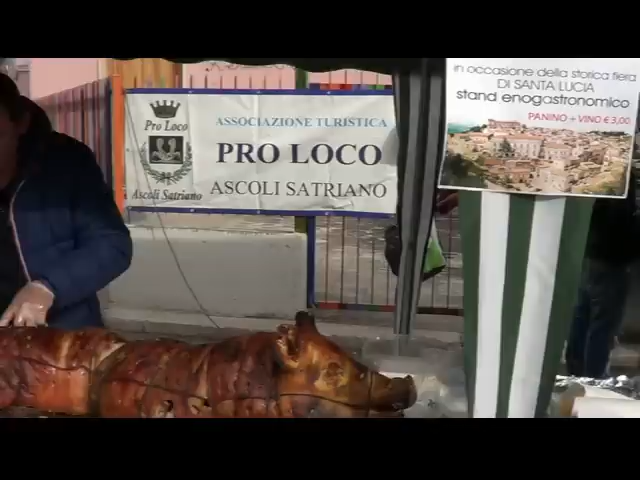 Pro Loco
Ascoli Satriano
ASSOCIAZIONE TURISTICA
PRO LOCO
ASCOLI SATRIANO
in occasione della storica fiera
DI SANTA LUCIA
stand enogastronomico
PANINO + VINO € 3,00